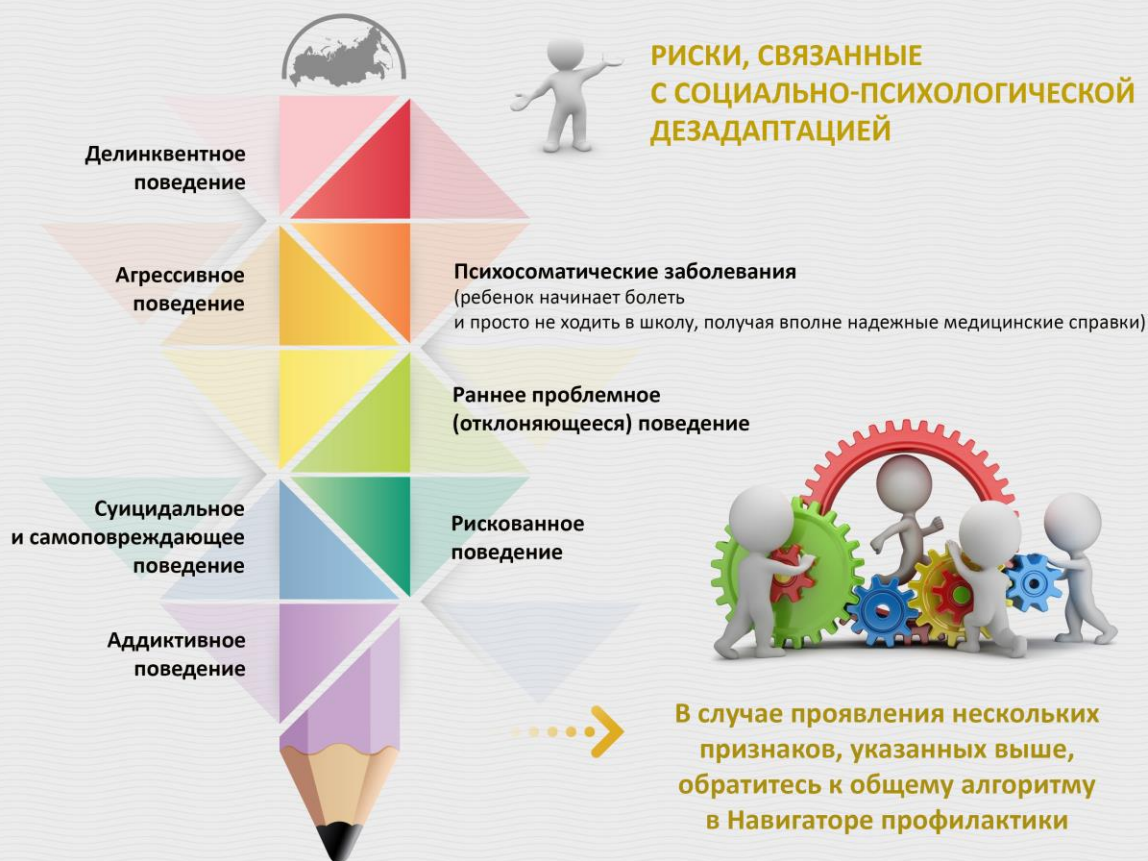 РИСКИ, СВЯЗАННЫЕ
С СОЦИАЛЬНО-ПСИХОЛОГИЧЕСКОЙ
ДЕЗАДАПТАЦИЕЙ
Делинквентное
поведение
Агрессивное
поведение
Психосоматические заболевания
(ребенок начинает болеть
и просто не ходить в школу, получая вполне надежные медицинские справки)
Раннее проблемное
(отклоняющееся) поведение
Суицидальное
и самоповреждающее
поведение
Рискованное
поведение
Аддиктивное
поведение
В случае проявления нескольких
признаков, указанных выше,
обратитесь к общему алгоритму
в Навигаторе профилактики